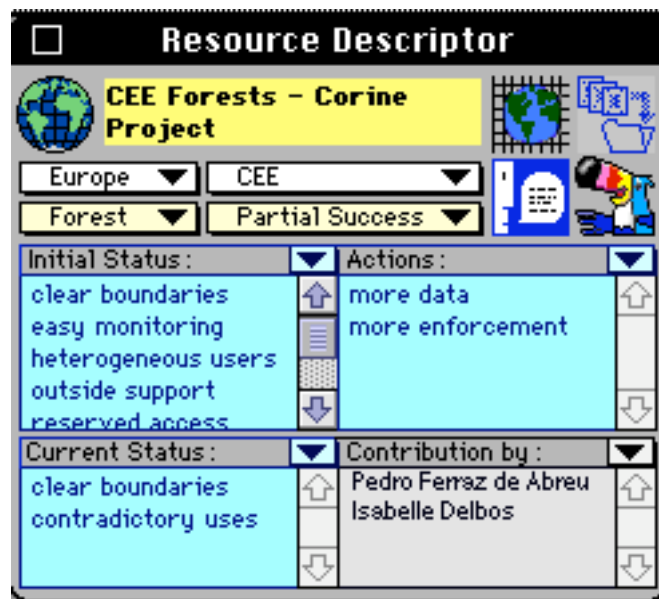 Resource Descriptor
CEE Forests - Corine
Project
Europe
CEE
Forest
Partial Success
Initial Status:
clear boundaries
easy monitoring
heterogeneous users
outside support
reserved access
Actions:
more data
more enforcement
Current Status:
clear boundaries
contradictory uses
Contribution by :
Pedro Ferraz de Abreu
Isabelle Delbos